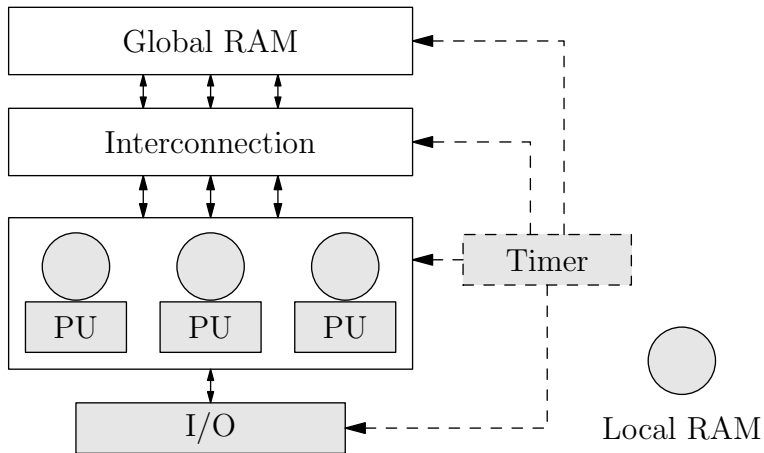 Global RAM
Interconnection
Timer
PU PU PU
I/O
Local RAM